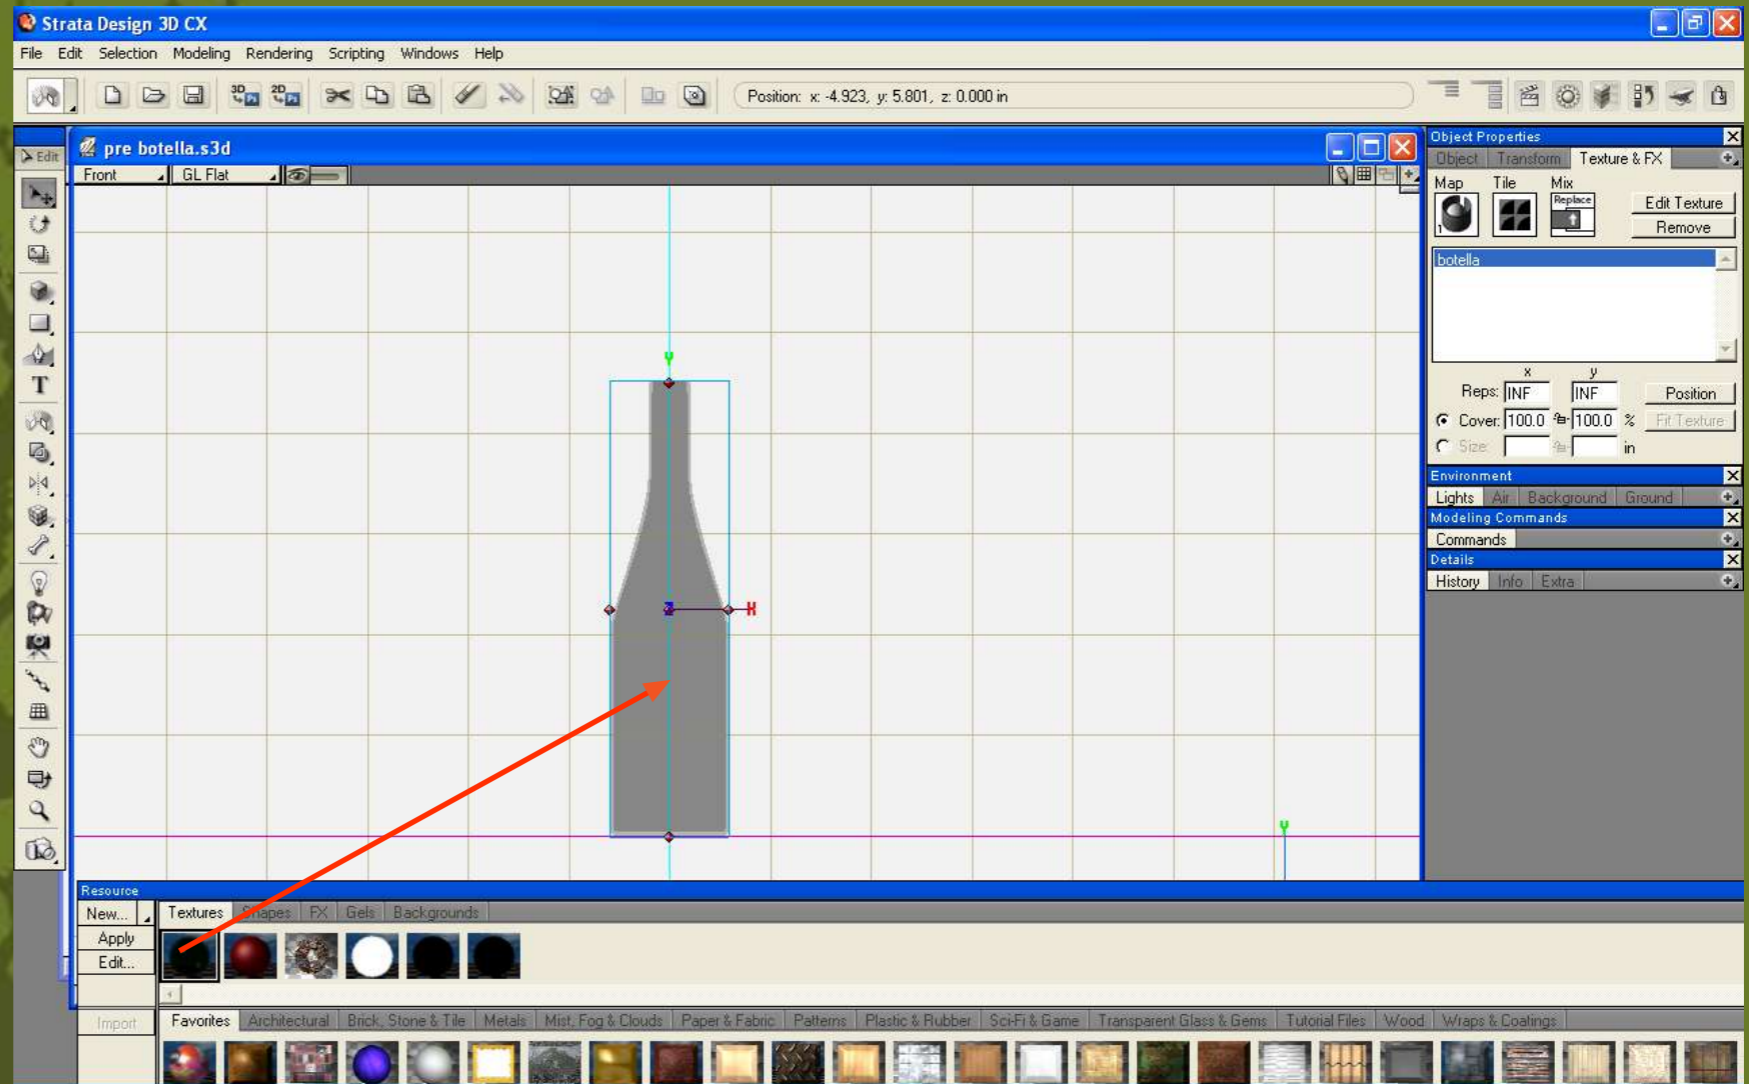 Strata Design 3D CX
File Edit Selection Modeling Rendering Scripting Windows Help
3D 2D Position: x: -4.923, y: 5.801, z: 0.000 in
Edit
pre botella.s3d
Front GL Flat
Y
Z X
Y
T
Object Properties
Object Transform Texture & FX
Map Tile Mix
Replace
1
Edit Texture
Remove
botella
x y
Reps: INF INF Position
Cover: 100.0 100.0 % Fit Texture
Size: in
Environment
Lights Air Background Ground
Modeling Commands
Commands
Details
History Info Extra
Resource
New... Textures Shapes FX Gels Backgrounds
Apply
Edit...
Import Favorites Architectural Brick, Stone & Tile Metals Mist, Fog & Clouds Paper & Fabric Patterns Plastic & Rubber Sci-Fi & Game Transparent Glass & Gems Tutorial Files Wood Wraps & Coatings